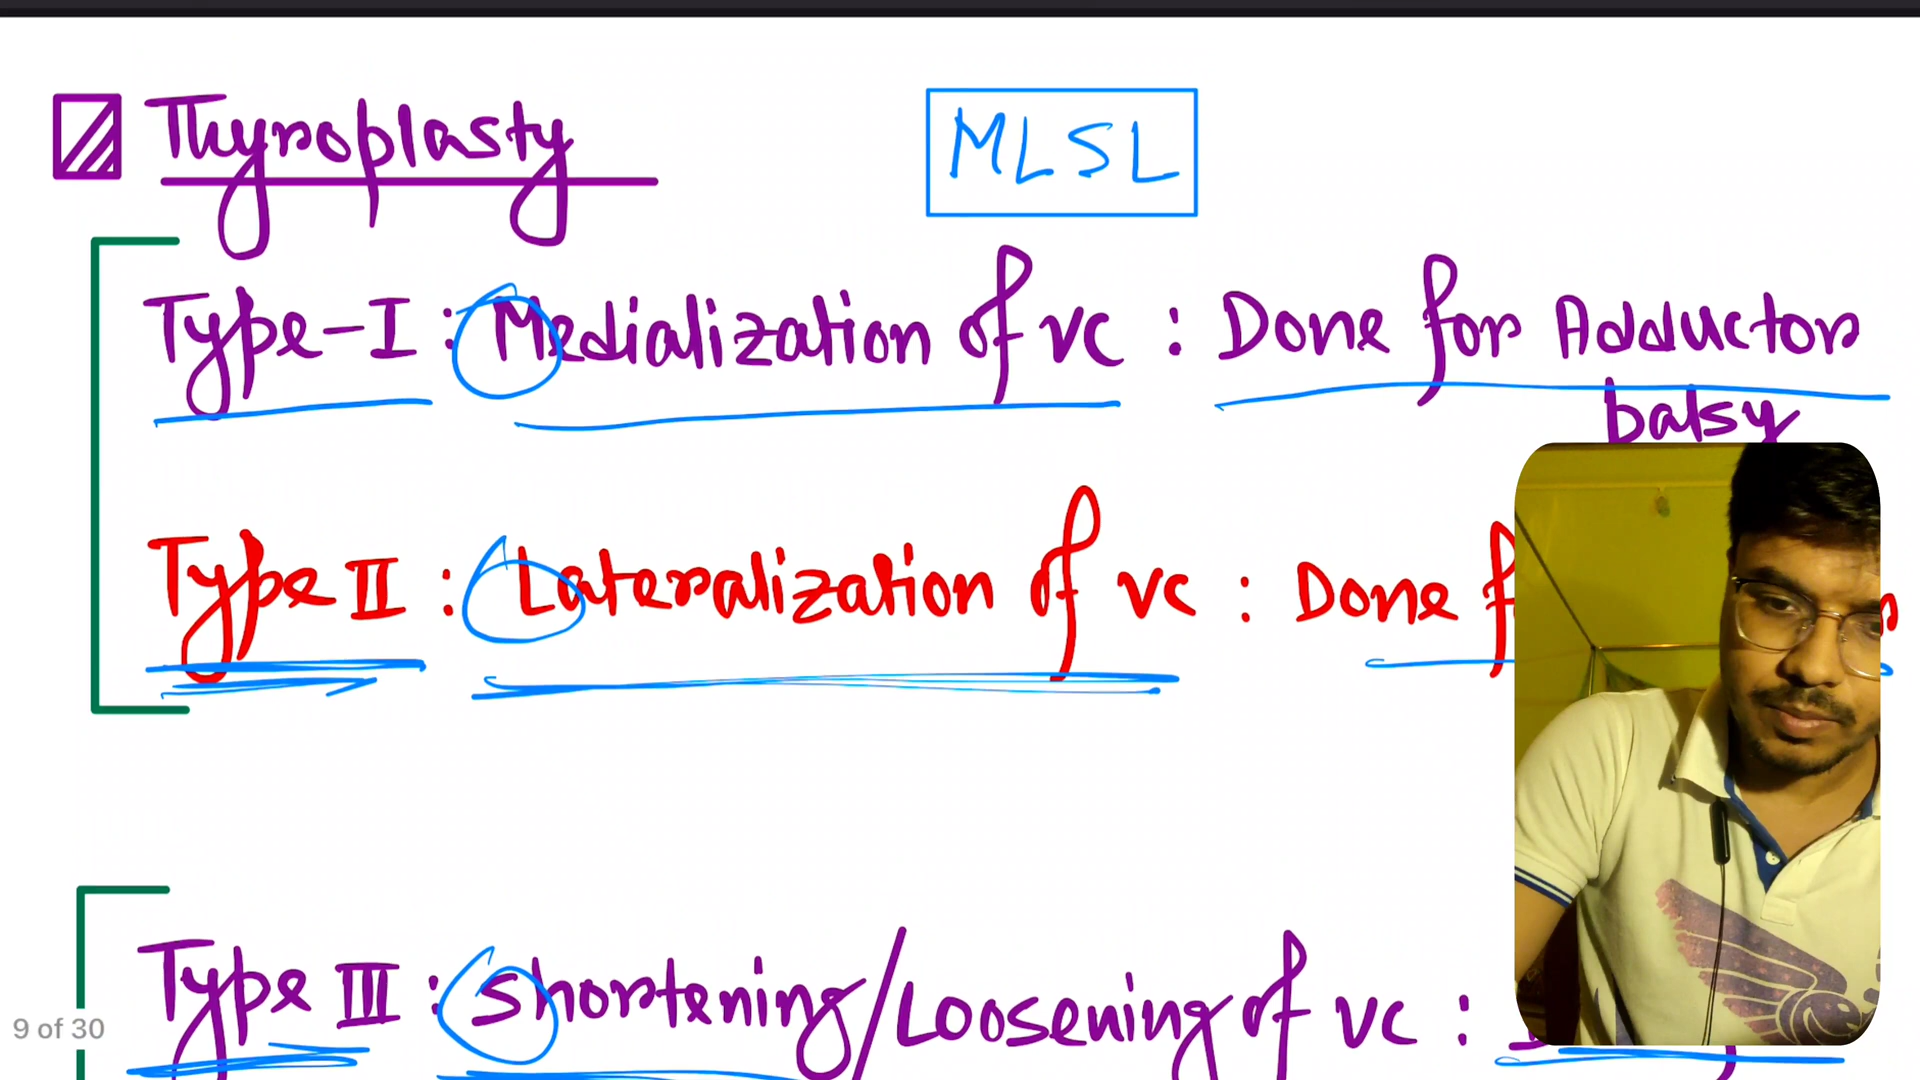 Thyroplasty
MLSL
Type-I : Medialization of vc : Done for Adductor
palsy
Type II : Lateralization of vc : Done
Type III : Shortening/Loosening of vc :
9 of 30